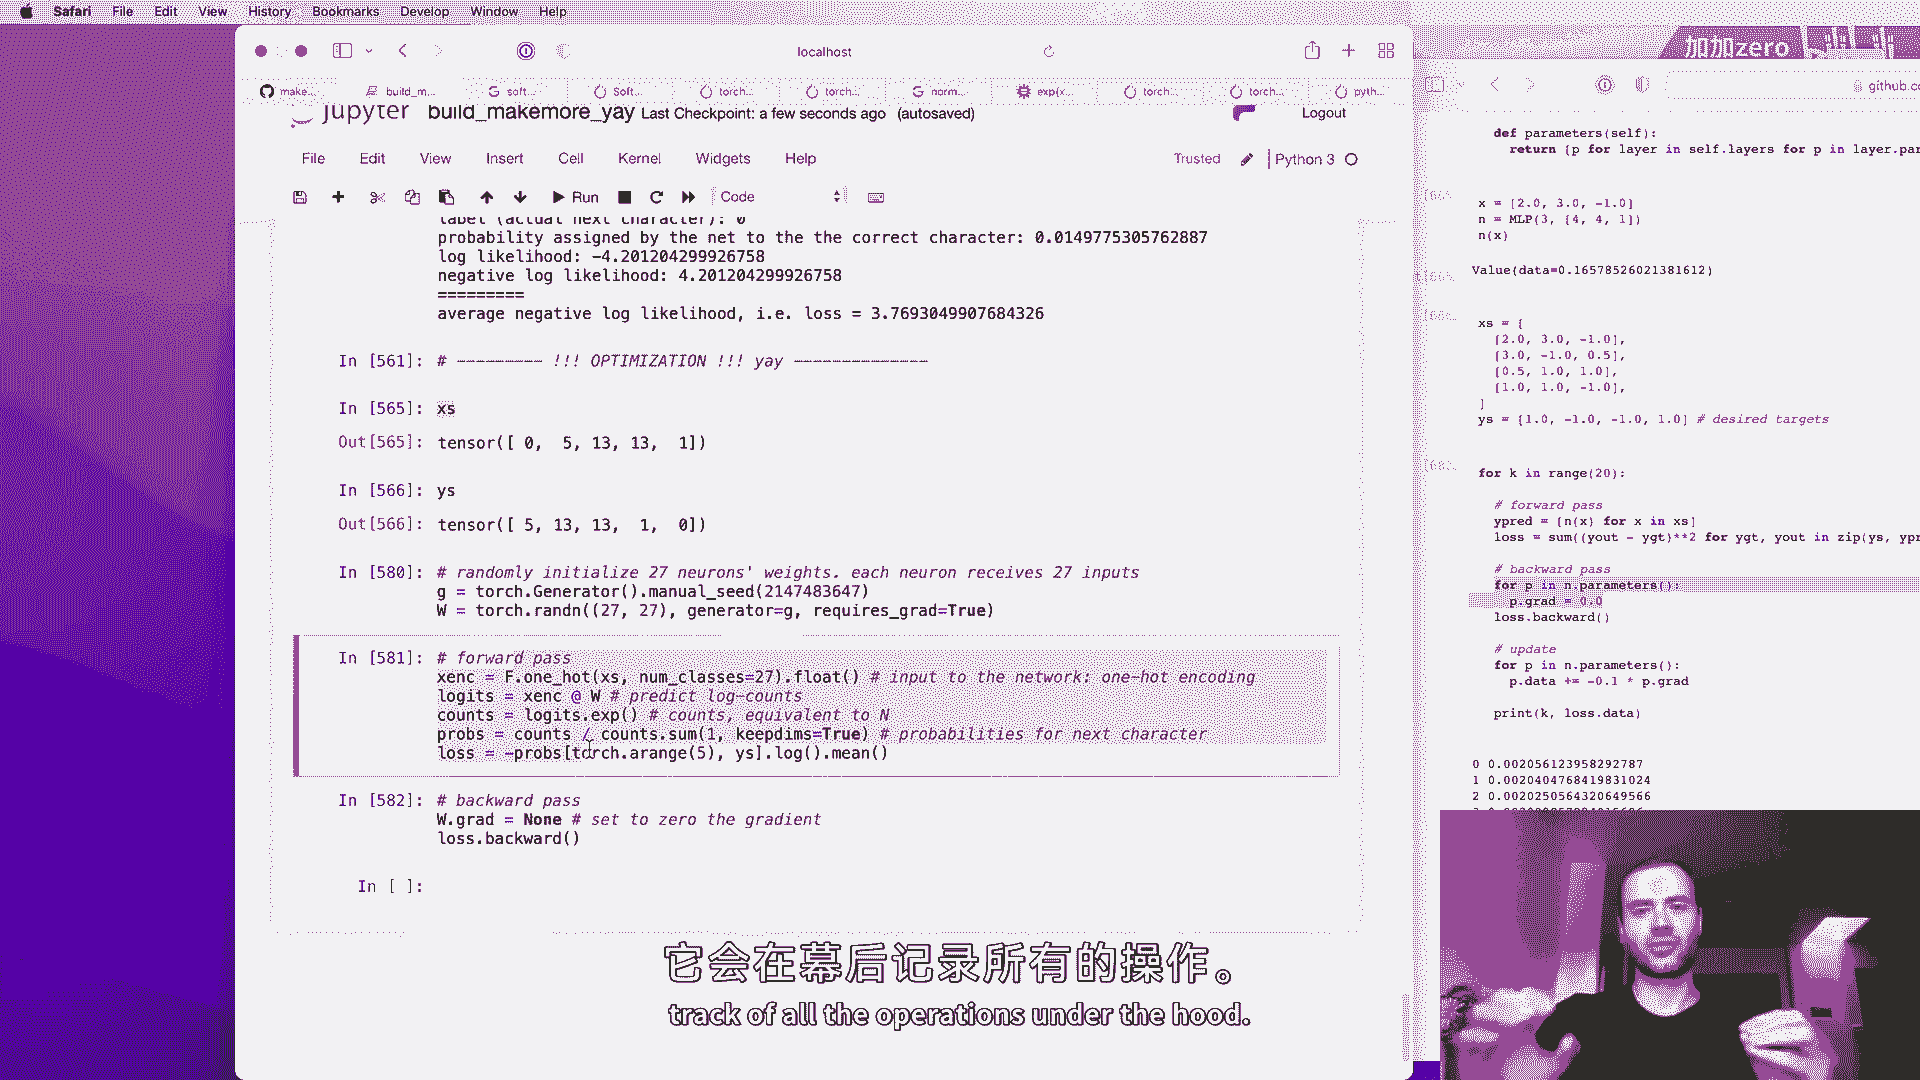 Safari File Edit View History Bookmarks Develop Window Help
localhost
加加zero
make... build_m... soft... Soft... torch... torch... norm... exp(x... torch... torch... pyth...
jupyter build_makemore_yay Last Checkpoint: a few seconds ago (autosaved) Logout
File Edit View Insert Cell Kernel Widgets Help Trusted Python 3
Run Code
label (actual next character): 0
probability assigned by the net to the the correct character: 0.0149775305762887
log likelihood: -4.201204299926758
negative log likelihood: 4.201204299926758
=========
average negative log likelihood, i.e. loss = 3.7693049907684326
In [561]: # --------- !!! OPTIMIZATION !!! yay --------------
In [565]: xs
Out[565]: tensor([ 0,  5, 13, 13,  1])
In [566]: ys
Out[566]: tensor([ 5, 13, 13,  1,  0])
In [580]: # randomly initialize 27 neurons' weights. each neuron receives 27 inputs
g = torch.Generator().manual_seed(2147483647)
W = torch.randn((27, 27), generator=g, requires_grad=True)
In [581]: # forward pass
xenc = F.one_hot(xs, num_classes=27).float() # input to the network: one-hot encoding
logits = xenc @ W # predict log-counts
counts = logits.exp() # counts, equivalent to N
probs = counts / counts.sum(1, keepdims=True) # probabilities for next character
loss = -probs[torch.arange(5), ys].log().mean()
In [582]: # backward pass
W.grad = None # set to zero the gradient
loss.backward()
In [ ]:
github.co
def parameters(self):
return [p for layer in self.layers for p in layer.par
x = [2.0, 3.0, -1.0]
n = MLP(3, [4, 4, 1])
n(x)
Value(data=0.16578526021381612)
xs = [
[2.0, 3.0, -1.0],
[3.0, -1.0, 0.5],
[0.5, 1.0, 1.0],
[1.0, 1.0, -1.0],
]
ys = [1.0, -1.0, -1.0, 1.0] # desired targets
for k in range(20):
# forward pass
ypred = [n(x) for x in xs]
loss = sum((yout - ygt)**2 for ygt, yout in zip(ys, ypr
# backward pass
for p in n.parameters():
p.grad = 0.0
loss.backward()
# update
for p in n.parameters():
p.data += -0.1 * p.grad
print(k, loss.data)
0 0.002056123958292787
1 0.0020404768419831024
2 0.0020250564320649566
它会在幕后记录所有的操作。
track of all the operations under the hood.